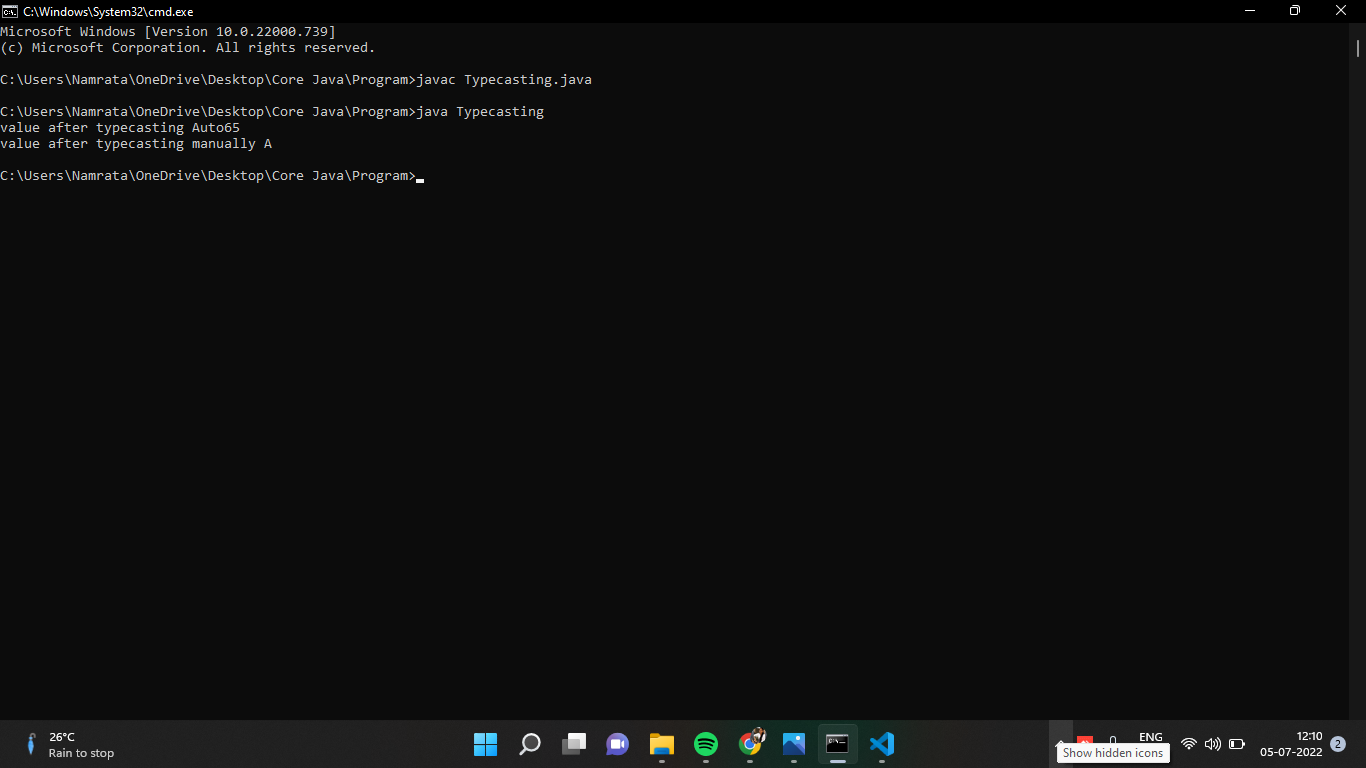 C:\Windows\System32\cmd.exe
Microsoft Windows [Version 10.0.22000.739]
(c) Microsoft Corporation. All rights reserved.
C:\Users\Namrata\OneDrive\Desktop\Core Java\Program>javac Typecasting.java
C:\Users\Namrata\OneDrive\Desktop\Core Java\Program>java Typecasting
value after typecasting Auto65
value after typecasting manually A
C:\Users\Namrata\OneDrive\Desktop\Core Java\Program>
26°C
Rain to stop
ENG
Show hidden icons
12:10
05-07-2022
2